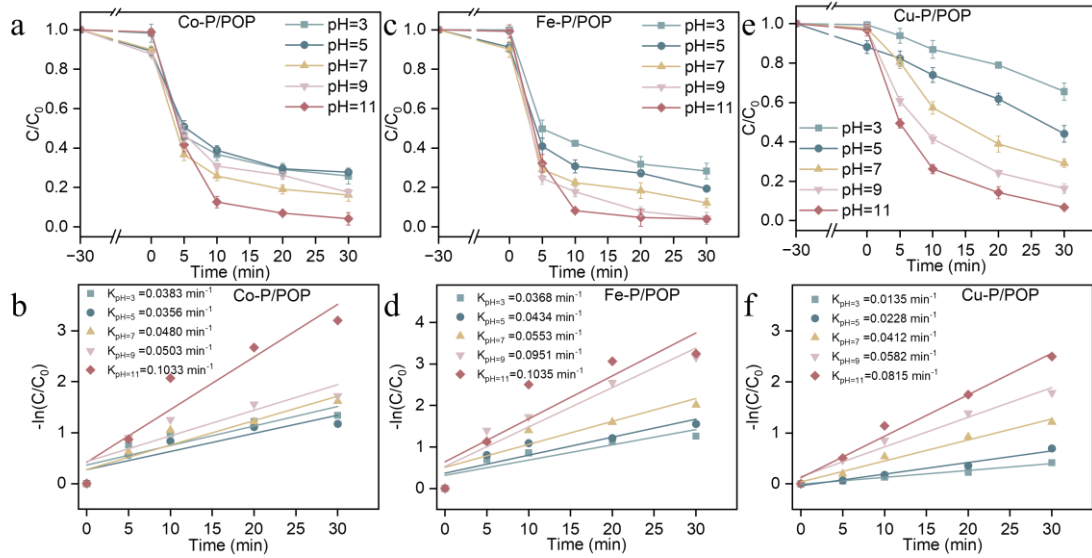 a
Co-P/POP
pH=3
pH=5
pH=7
pH=9
pH=11
C/C0
1.0
0.8
0.6
0.4
0.2
0.0
−30
0
5
10
20
30
Time (min)
c
Fe-P/POP
pH=3
pH=5
pH=7
pH=9
pH=11
C/C0
1.0
0.8
0.6
0.4
0.2
0.0
−30
0
5
10
20
30
Time (min)
e
Cu-P/POP
pH=3
pH=5
pH=7
pH=9
pH=11
C/C0
1.0
0.8
0.6
0.4
0.2
0.0
−30
0
5
10
20
30
Time (min)
b
Co-P/POP
KpH=3 =0.0383 min-1
KpH=5 =0.0356 min-1
KpH=7 =0.0480 min-1
KpH=9 =0.0503 min-1
KpH=11 =0.1033 min-1
-ln(C/C0)
3
2
1
0
0
5
10
20
30
Time (min)
d
Fe-P/POP
KpH=3 =0.0368 min-1
KpH=5 =0.0434 min-1
KpH=7 =0.0553 min-1
KpH=9 =0.0951 min-1
KpH=11 =0.1035 min-1
-ln(C/C0)
4
3
2
1
0
0
5
10
20
30
Time (min)
f
Cu-P/POP
KpH=3 =0.0135 min-1
KpH=5 =0.0228 min-1
KpH=7 =0.0412 min-1
KpH=9 =0.0582 min-1
KpH=11 =0.0815 min-1
-ln(C/C0)
3
2
1
0
0
5
10
20
30
Time (min)